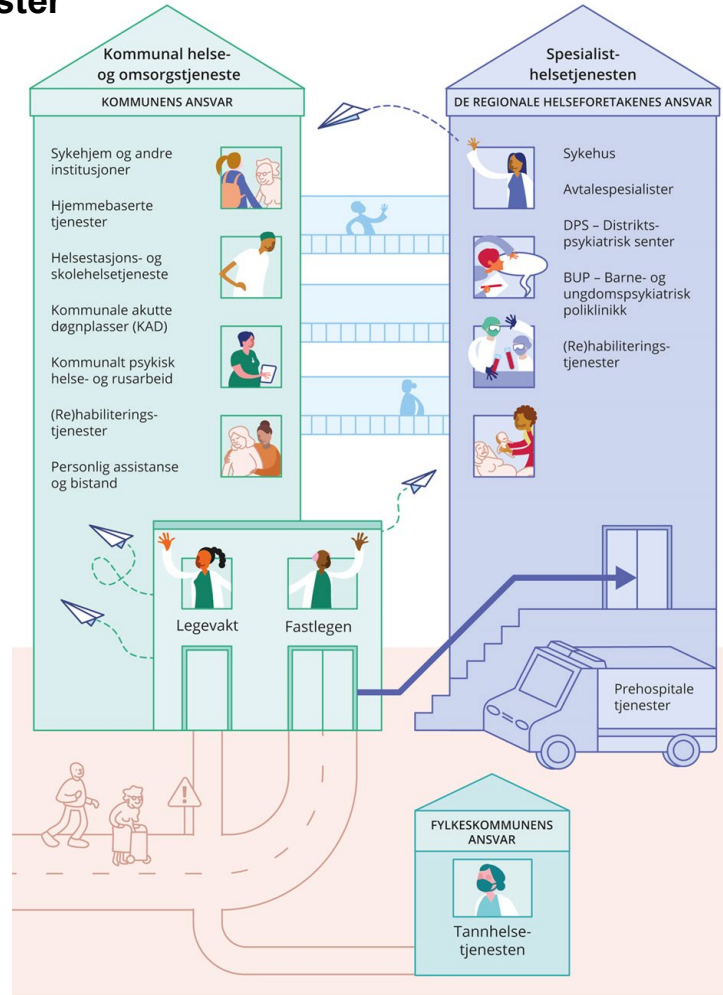 Kommunal helse-
og omsorgstjeneste
KOMMUNENS ANSVAR
Sykehjem og andre
institusjoner
Hjemmebaserte
tjenester
Helsestasjons- og
skolehelsetjeneste
Kommunale akutte
døgnplasser (KAD)
Kommunalt psykisk
helse- og rusarbeid
(Re)habiliterings-
tjenester
Personlig assistanse
og bistand
Legevakt
Fastlegen
Spesialist-
helsetjenesten
DE REGIONALE HELSEFORETAKENES ANSVAR
Sykehus
Avtalespesialister
DPS – Distrikts-
psykiatrisk senter
BUP – Barne- og
ungdomspsykiatrisk
poliklinikk
(Re)habiliterings-
tjenester
Prehospitale
tjenester
FYLKESKOMMUNENS
ANSVAR
Tannhelse-
tjenesten